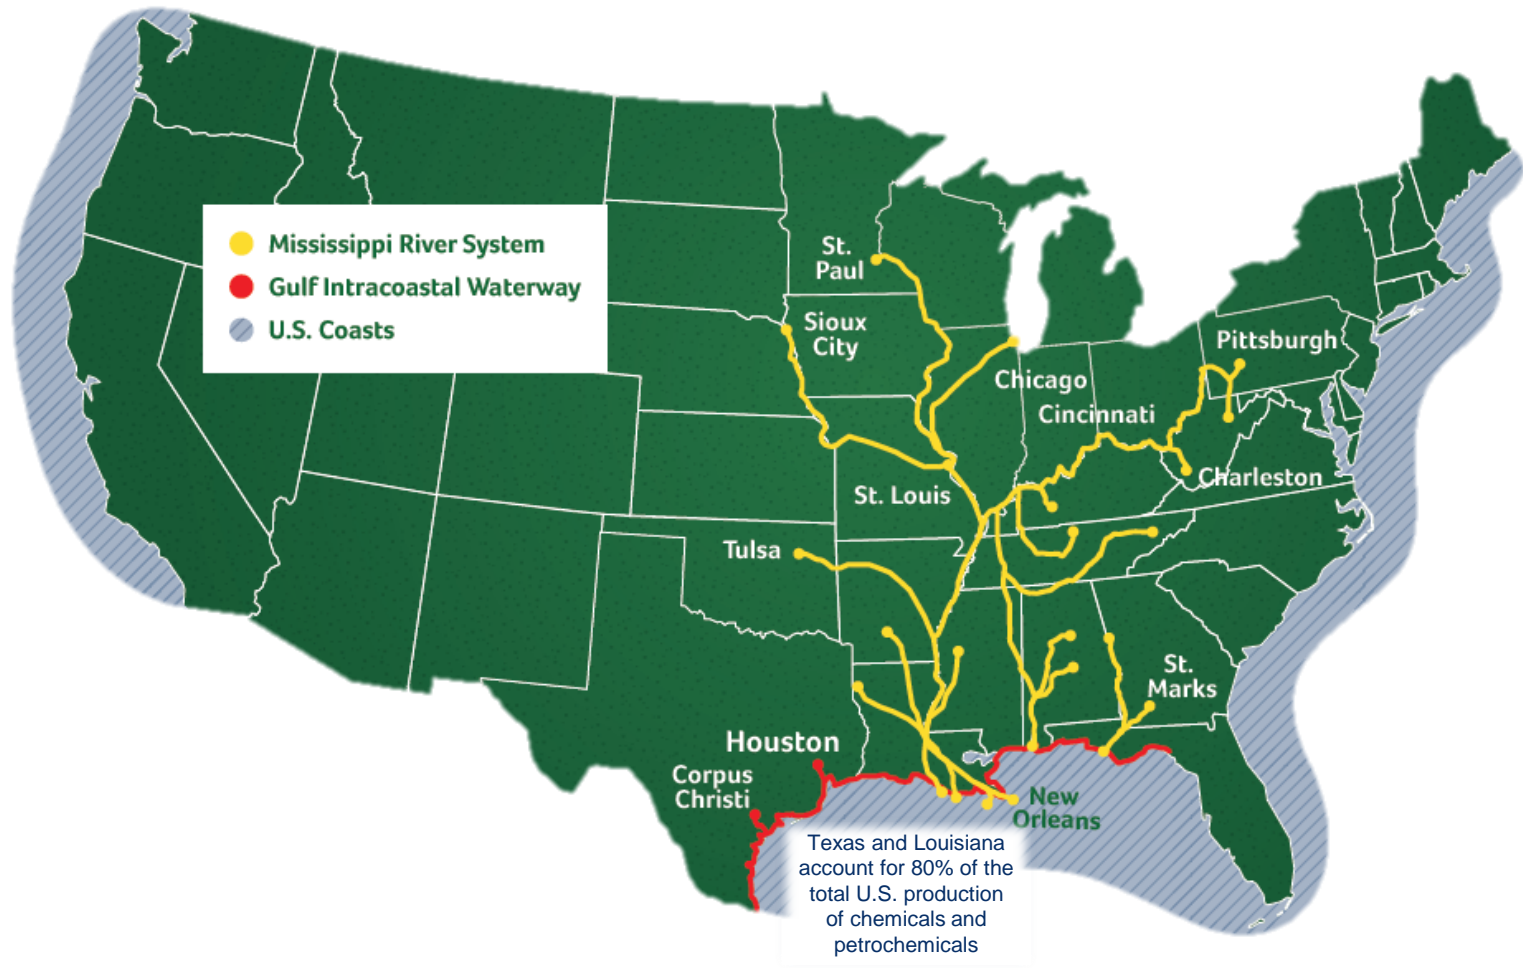 Mississippi River System
Gulf Intracoastal Waterway
U.S. Coasts
St.
Paul
Sioux
City
Chicago
Pittsburgh
Cincinnati
Charleston
St. Louis
Tulsa
St.
Marks
Houston
Corpus
Christi
New
Orleans
Texas and Louisiana
account for 80% of the
total U.S. production
of chemicals and
petrochemicals